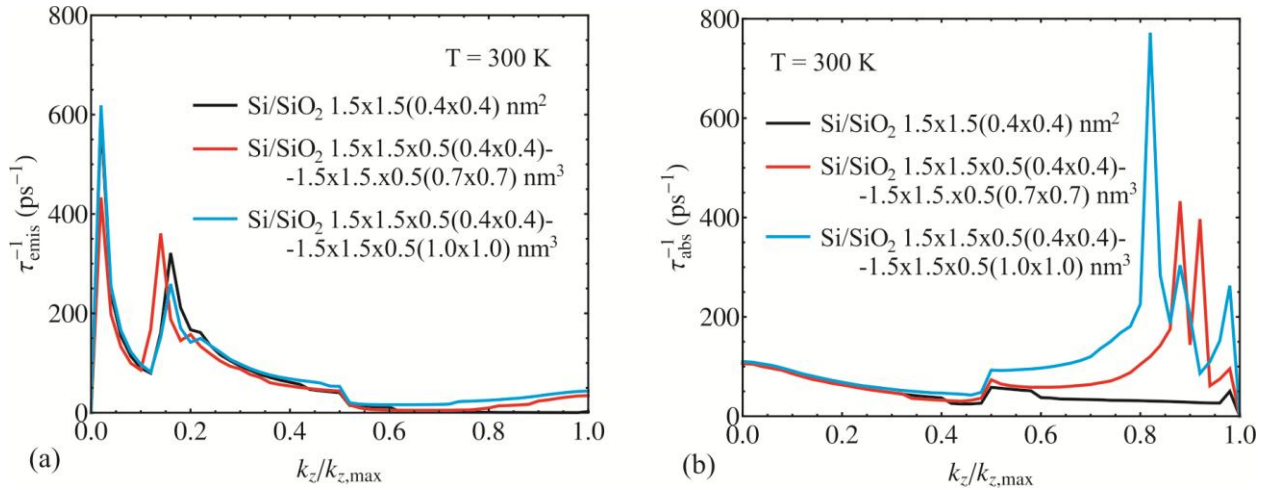 800
600
400
200
0
τ⁻¹emis (ps⁻¹)
T = 300 K
Si/SiO₂ 1.5x1.5(0.4x0.4) nm²
Si/SiO₂ 1.5x1.5x0.5(0.4x0.4)-
-1.5x1.5.x0.5(0.7x0.7) nm³
Si/SiO₂ 1.5x1.5x0.5(0.4x0.4)-
-1.5x1.5x0.5(1.0x1.0) nm³
0.0 0.2 0.4 0.6 0.8 1.0
(a)
kz/kz,max
800
600
400
200
0
τ⁻¹abs (ps⁻¹)
T = 300 K
Si/SiO₂ 1.5x1.5(0.4x0.4) nm²
Si/SiO₂ 1.5x1.5x0.5(0.4x0.4)-
-1.5x1.5.x0.5(0.7x0.7) nm³
Si/SiO₂ 1.5x1.5x0.5(0.4x0.4)-
-1.5x1.5x0.5(1.0x1.0) nm³
0.0 0.2 0.4 0.6 0.8 1.0
(b)
kz/kz,max